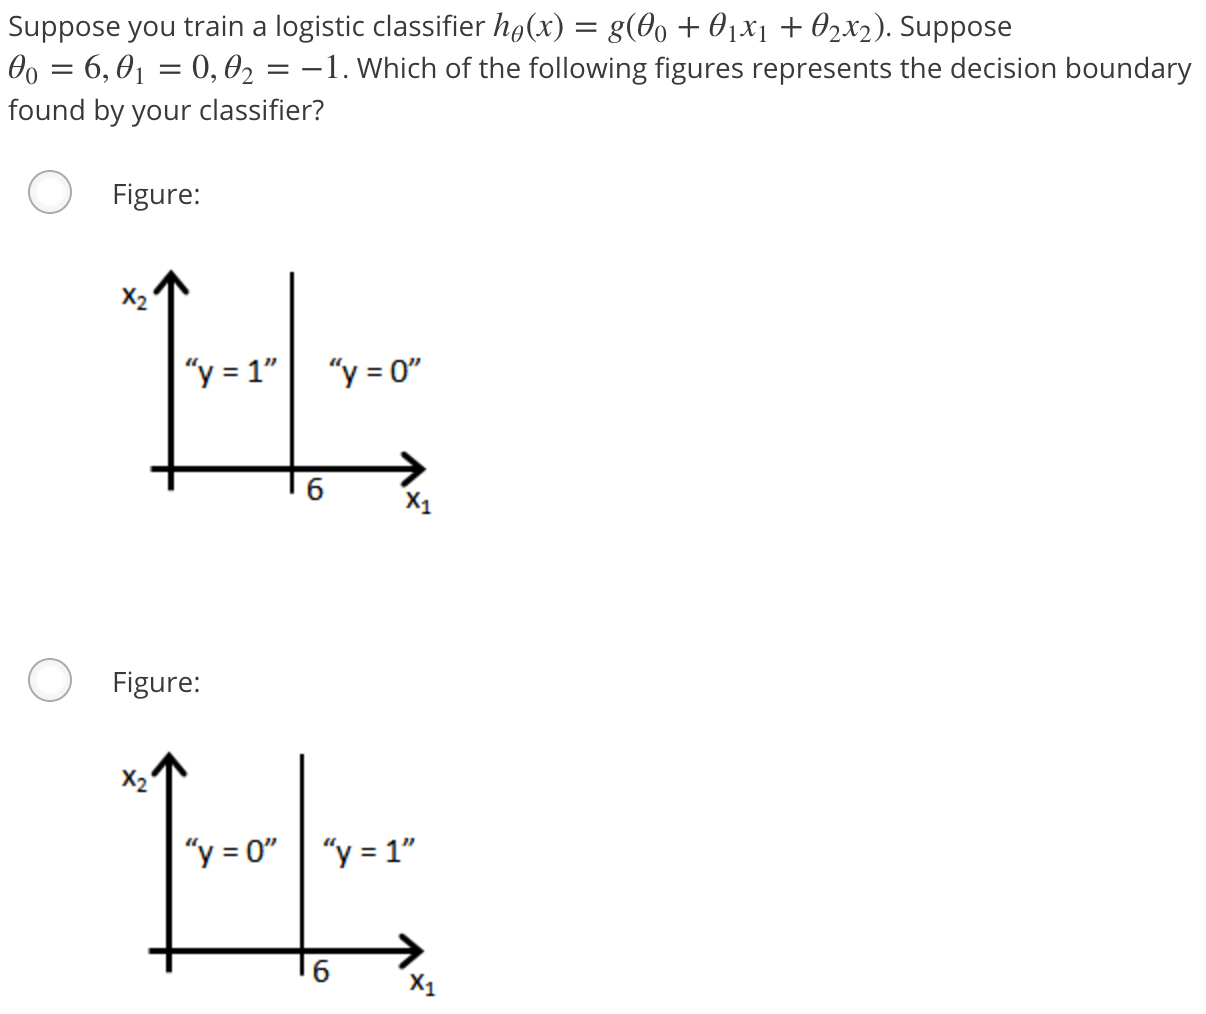 Suppose you train a logistic classifier hθ(x) = g(θ₀ + θ₁x₁ + θ₂x₂). Suppose
θ₀ = 6, θ₁ = 0, θ₂ = −1. Which of the following figures represents the decision boundary
found by your classifier?
Figure:
x₂
“y = 1” “y = 0”
6
x₁
Figure:
x₂
“y = 0” “y = 1”
6
x₁